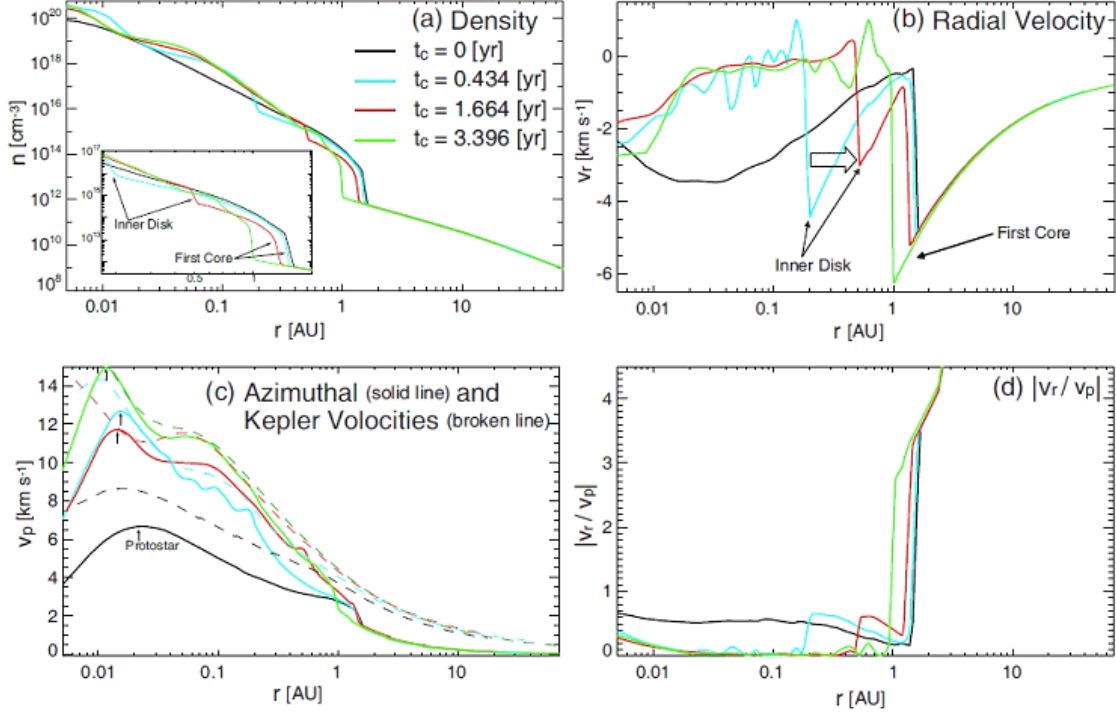 (a) Density
t_c = 0 [yr]
t_c = 0.434 [yr]
t_c = 1.664 [yr]
t_c = 3.396 [yr]
n [cm⁻³]
10²⁰
10¹⁸
10¹⁶
10¹⁴
10¹²
10¹⁰
10⁸
10¹⁷
Inner Disk
First Core
0.5 1
0.01 0.1 1 10
r [AU]
(b) Radial Velocity
v_r [km s⁻¹]
0
-2
-4
-6
Inner Disk
First Core
0.01 0.1 1 10
r [AU]
(c) Azimuthal (solid line) and
Kepler Volocities (broken line)
v_p [km s⁻¹]
14
12
10
8
6
4
2
0
Protostar
0.01 0.1 1 10
r [AU]
(d) |v_r / v_p|
|v_r / v_p|
4
3
2
1
0
0.01 0.1 1 10
r [AU]